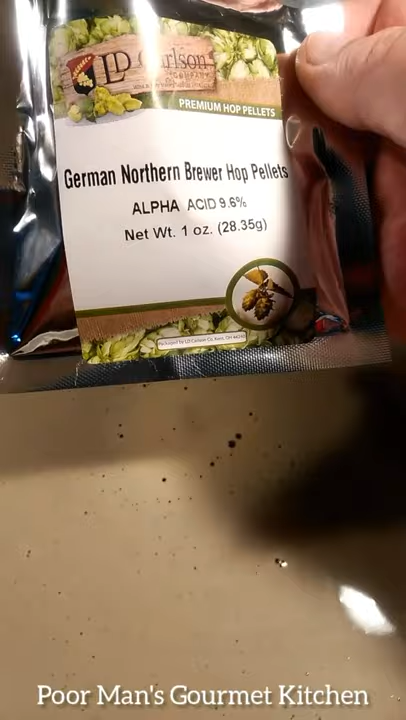 LD Carlson
COMPANY
PREMIUM HOP PELLETS
German Northern Brewer Hop Pellets
ALPHA ACID 9.6%
Net Wt. 1 oz. (28.35g)
Packaged by LD Carlson Co, Kent, OH 44240
Poor Man's Gourmet Kitchen